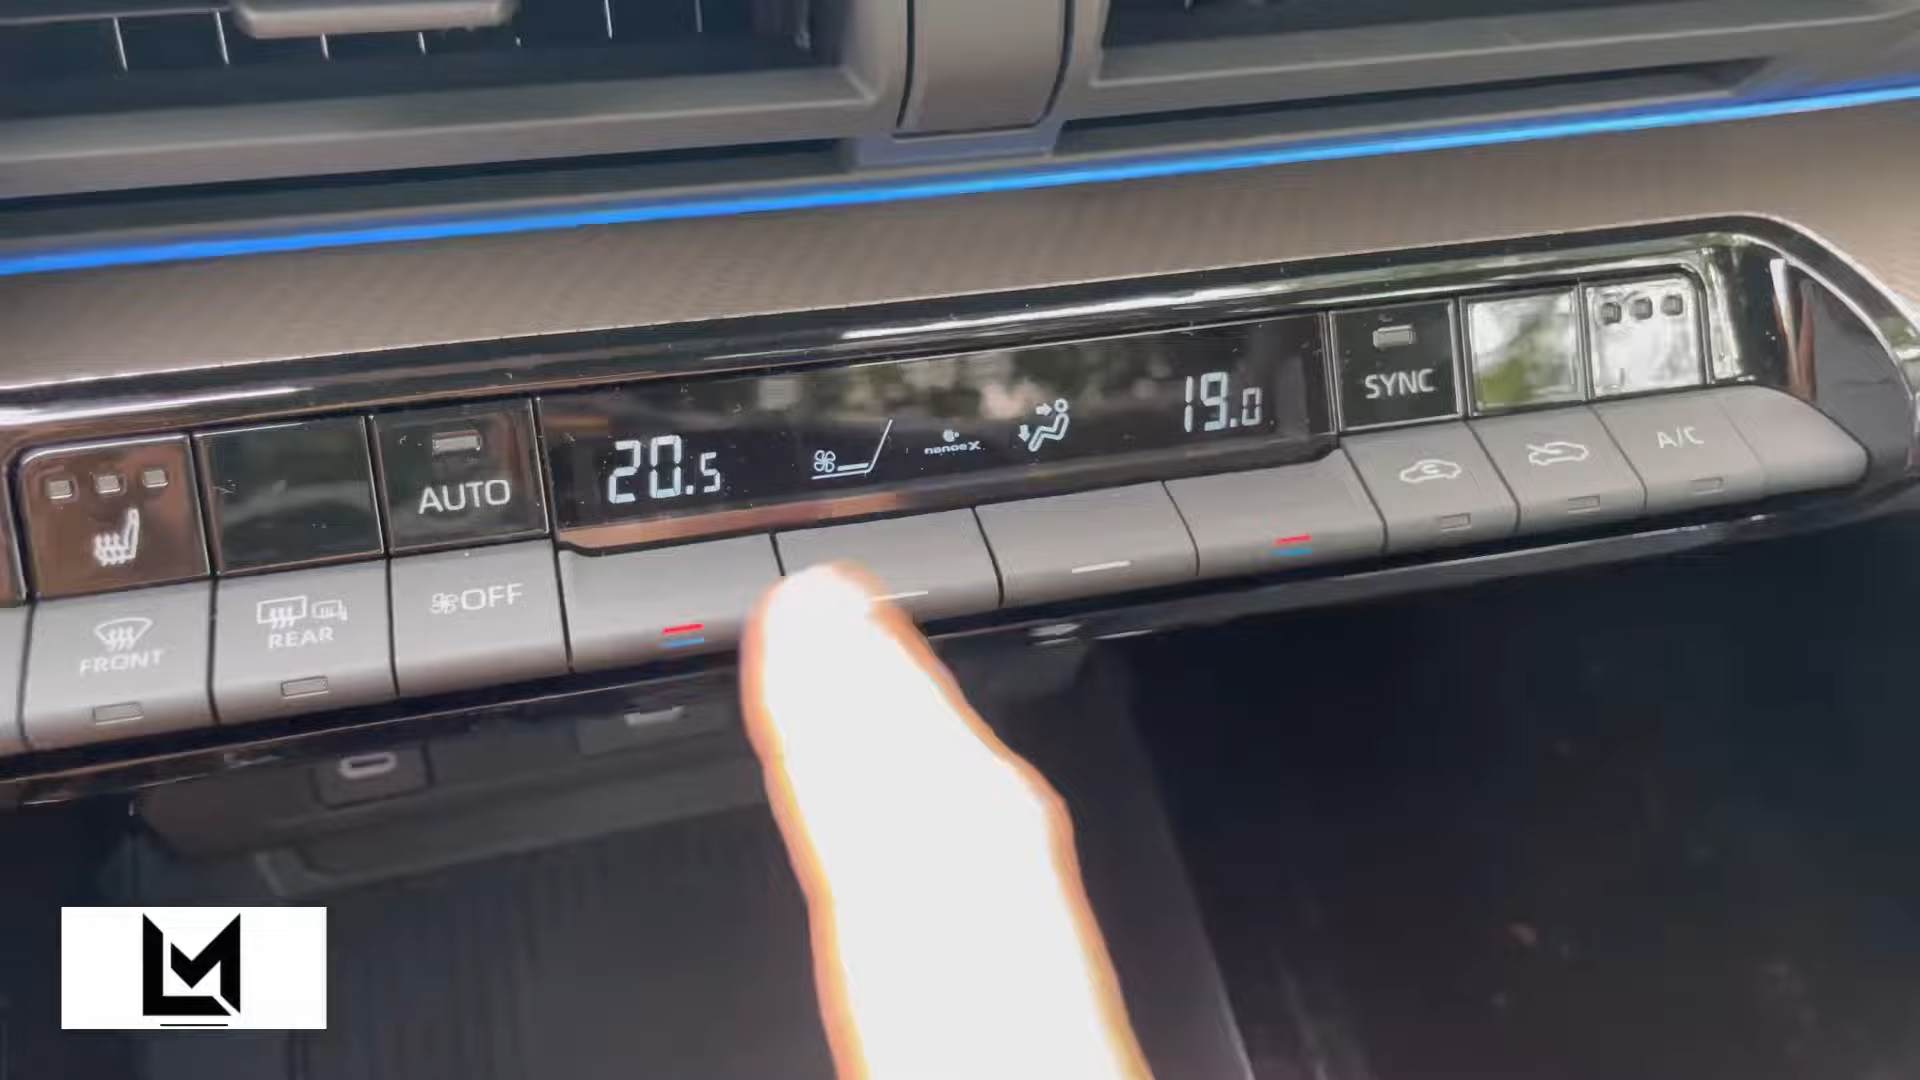 AUTO
20.5
nanoeX
19.0
SYNC
FRONT
REAR
OFF
A/C